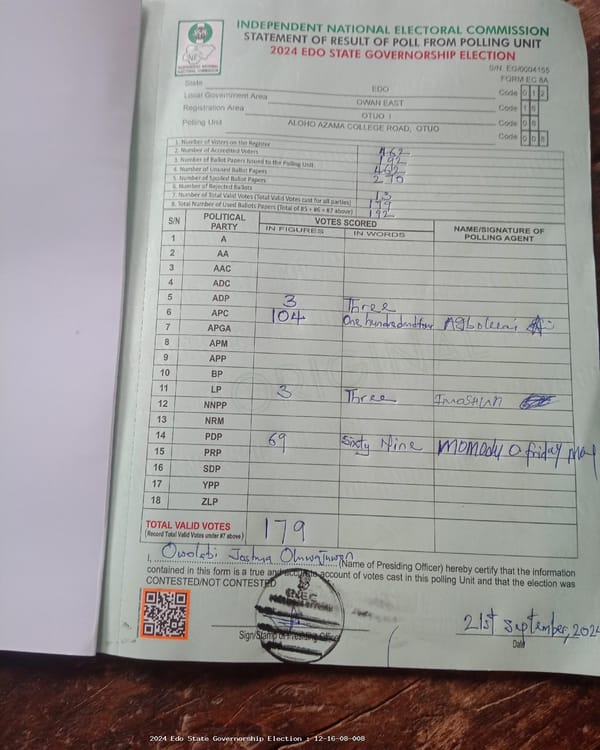 INDEPENDENT NATIONAL ELECTORAL COMMISSION
STATEMENT OF RESULT OF POLL FROM POLLING UNIT
2024 EDO STATE GOVERNORSHIP ELECTION
S/N EG/0004155
FORM EC 8A
State EDO Code 0 1 2
Local Government Area OWAN EAST Code 1 6
Registration Area OTUO I Code 0 8
Polling Unit ALOHO AZAMA COLLEGE ROAD, OTUO Code 0 0 8
1. Number of Voters on the Register 462
2. Number of Accredited Voters 192
3. Number of Ballot Papers Issued to the Polling Unit 462
4. Number of Unused Ballot Papers 270
5. Number of Spoiled Ballot Papers
6. Number of Rejected Ballots 13
7. Number of Total Valid Votes (Total Valid Votes cast for all parties) 179
8. Total Number of Used Ballots Papers (Total of #5 + #6 + #7 above) 192
S/N POLITICAL PARTY VOTES SCORED NAME/SIGNATURE OF POLLING AGENT
IN FIGURES IN WORDS
1 A
2 AA
3 AAC
4 ADC
5 ADP 3 Three
6 APC 104 One hundred and four
7 APGA
8 APM
9 APP
10 BP
11 LP 3 Three
12 NNPP
13 NRM
14 PDP 69 Sixty Nine Momody O friday
15 PRP
16 SDP
17 YPP
18 ZLP
TOTAL VALID VOTES 179
(Record Total Valid Votes under #7 above)
I, Owolabi Joshua (Name of Presiding Officer) hereby certify that the information
contained in this form is a true and accurate account of votes cast in this polling Unit and that the election was
CONTESTED/NOT CONTESTED
INEC
Sign/Stamp of Presiding Officer
21st September, 2024
Date
2024 Edo State Governorship Election : 12-16-08-008